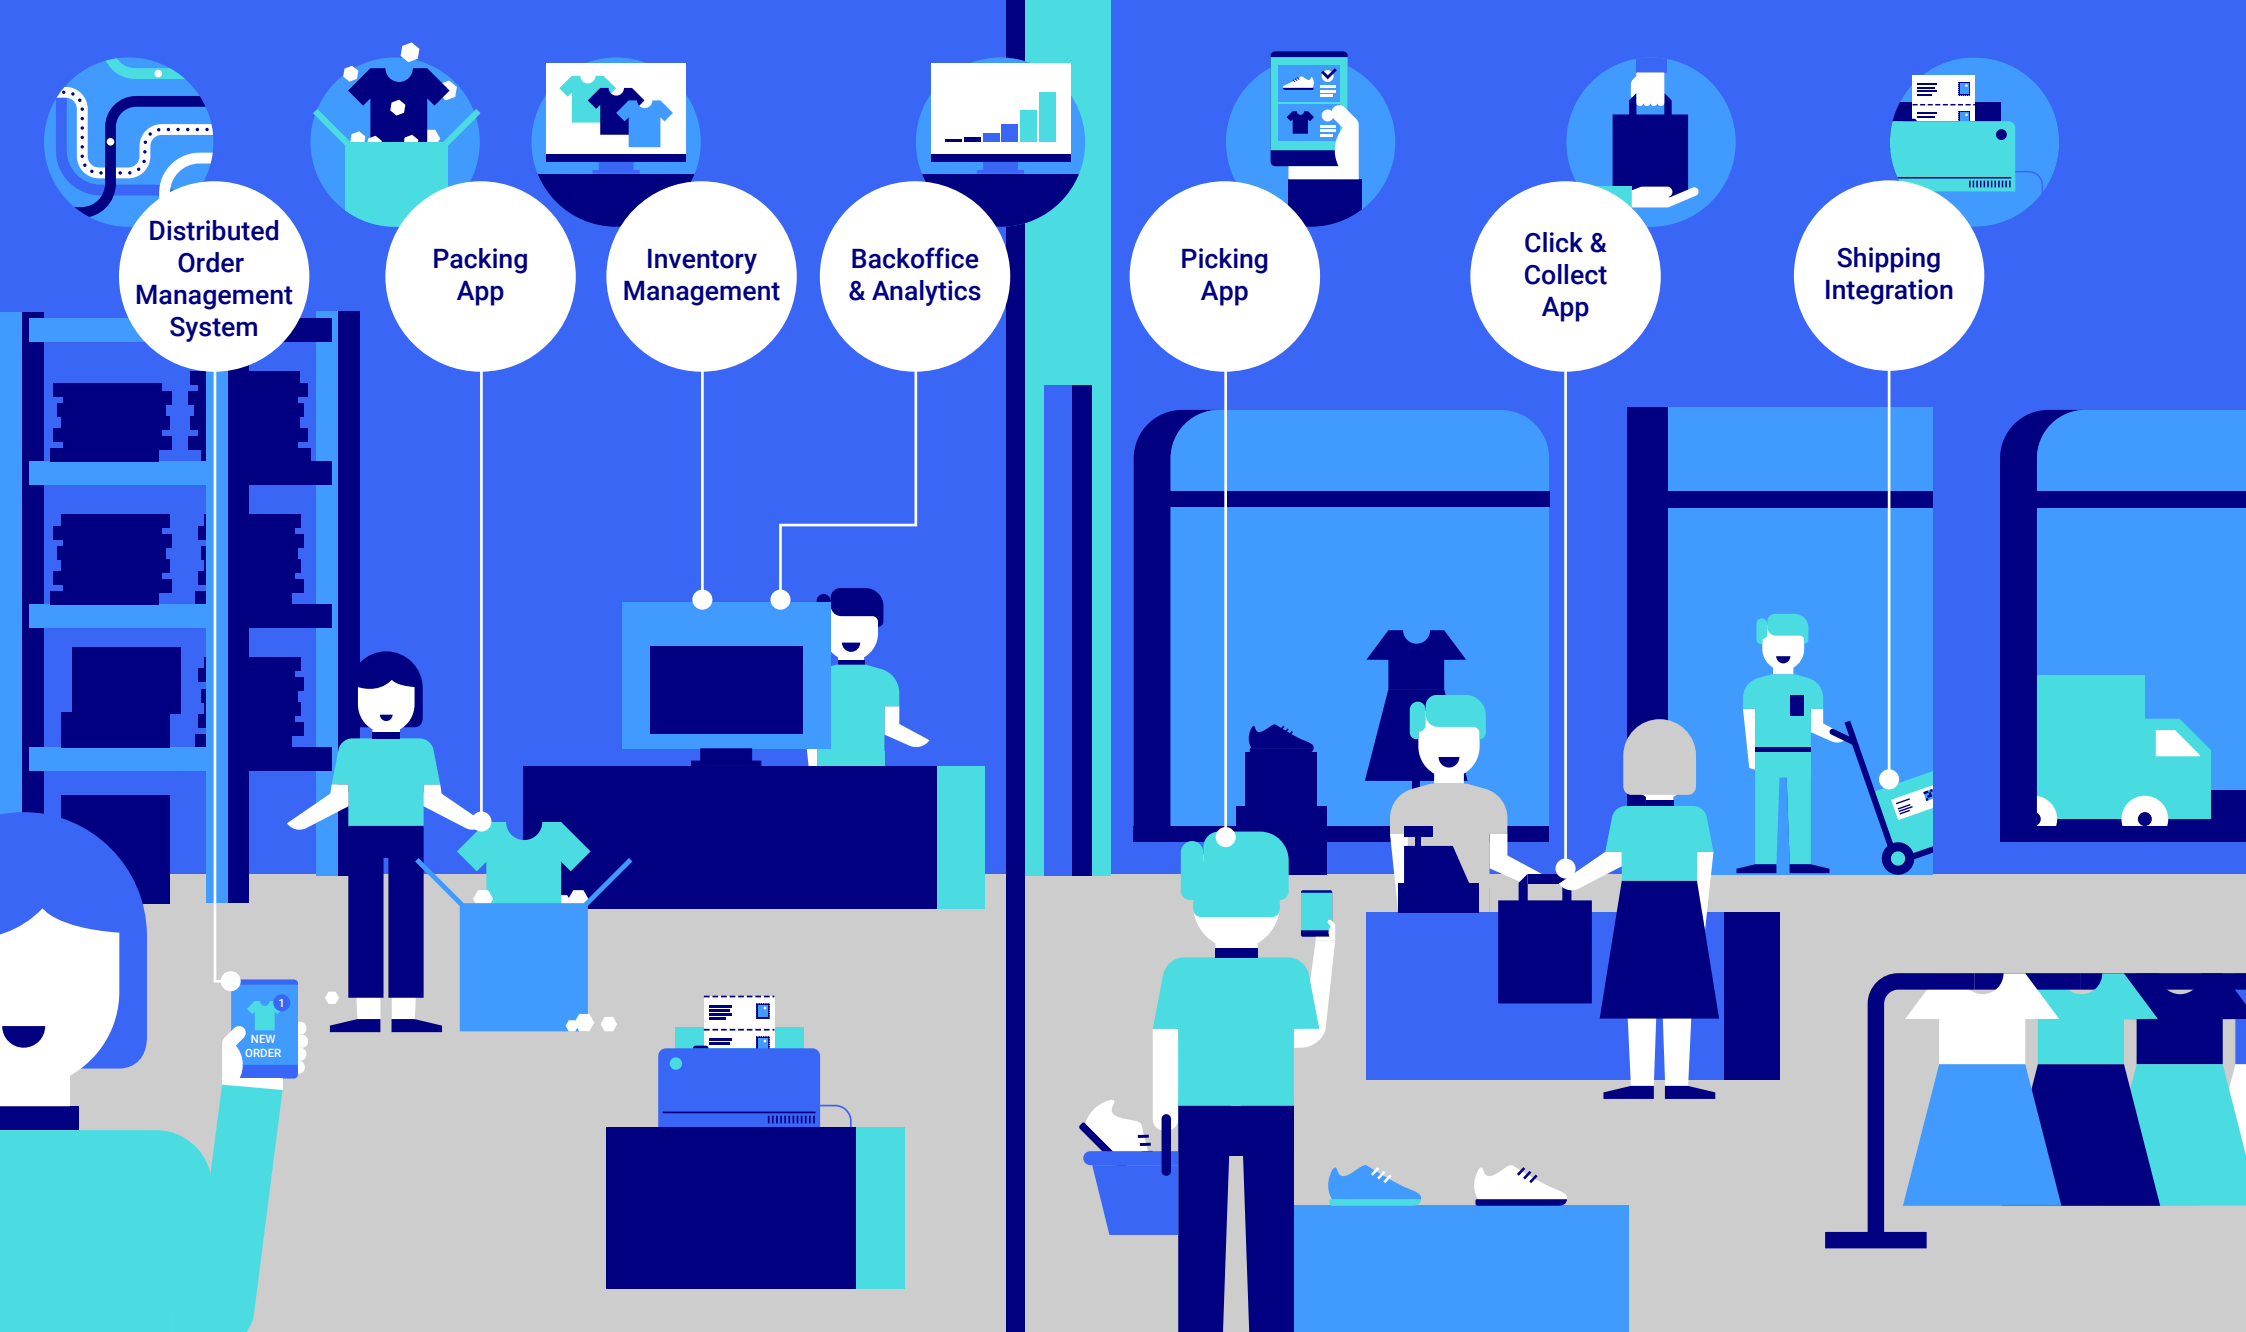 Distributed
Order
Management
System
Packing
App
Inventory
Management
Backoffice
& Analytics
Picking
App
Click &
Collect
App
Shipping
Integration
1
NEW
ORDER